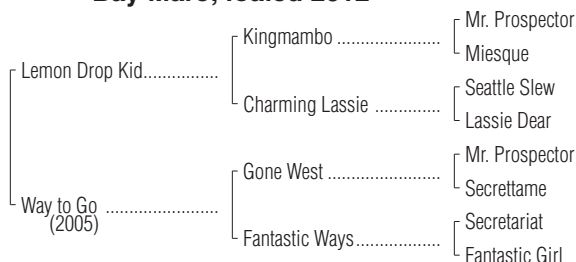 Bay Mare; foaled 2012
Mr. Prospector
Kingmambo ......................
Miesque
Lemon Drop Kid................
Seattle Slew
Charming Lassie ..............
Lassie Dear
Mr. Prospector
Gone West ........................
Secrettame
Way to Go ........................
(2005)
Secretariat
Fantastic Ways..................
Fantastic Girl